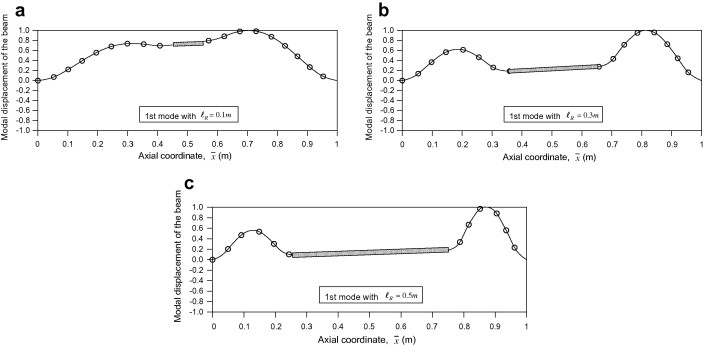 a
Modal displacement of the beam
1.0
0.8
0.6
0.4
0.2
0.0
-0.2
-0.4
-0.6
-0.8
-1.0
1st mode with ℓ_R = 0.1m
0 0.1 0.2 0.3 0.4 0.5 0.6 0.7 0.8 0.9 1
Axial coordinate, x̄ (m)
b
Modal displacement of the beam
1.0
0.8
0.6
0.4
0.2
0.0
-0.2
-0.4
-0.6
-0.8
-1.0
1st mode with ℓ_R = 0.3m
0 0.1 0.2 0.3 0.4 0.5 0.6 0.7 0.8 0.9 1
Axial coordinate, x̄ (m)
c
Modal displacement of the beam
1.0
0.8
0.6
0.4
0.2
0.0
-0.2
-0.4
-0.6
-0.8
-1.0
1st mode with ℓ_R = 0.5m
0 0.1 0.2 0.3 0.4 0.5 0.6 0.7 0.8 0.9 1
Axial coordinate, x̄ (m)